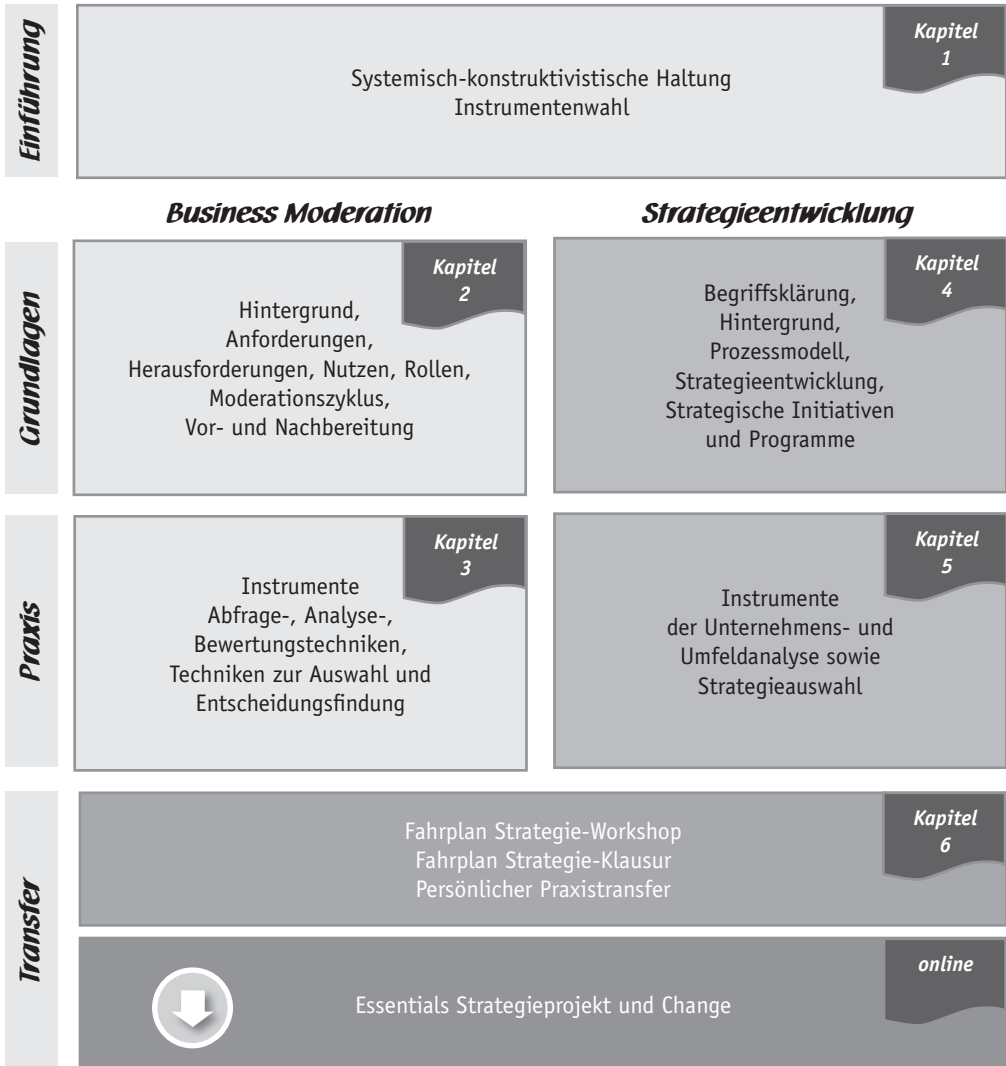 Einführung
Kapitel
1
Systemisch-konstruktivistische Haltung
Instrumentenwahl
Business Moderation
Strategieentwicklung
Grundlagen
Kapitel
2
Hintergrund,
Anforderungen,
Herausforderungen, Nutzen, Rollen,
Moderationszyklus,
Vor- und Nachbereitung
Kapitel
4
Begriffsklärung,
Hintergrund,
Prozessmodell,
Strategieentwicklung,
Strategische Initiativen
und Programme
Praxis
Kapitel
3
Instrumente
Abfrage-, Analyse-,
Bewertungstechniken,
Techniken zur Auswahl und
Entscheidungsfindung
Kapitel
5
Instrumente
der Unternehmens- und
Umfeldanalyse sowie
Strategieauswahl
Transfer
Kapitel
6
Fahrplan Strategie-Workshop
Fahrplan Strategie-Klausur
Persönlicher Praxistransfer
online
Essentials Strategieprojekt und Change